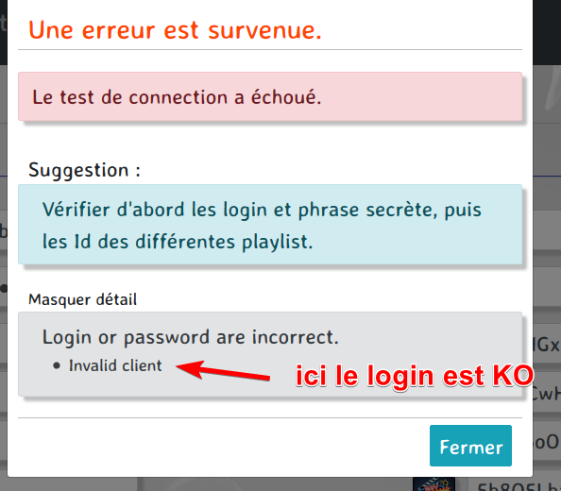 Une erreur est survenue.
Le test de connection a échoué.
Suggestion :
Vérifier d'abord les login et phrase secrète, puis
les Id des différentes playlist.
Masquer détail
Login or password are incorrect.
• Invalid client
ici le login est KO
Fermer